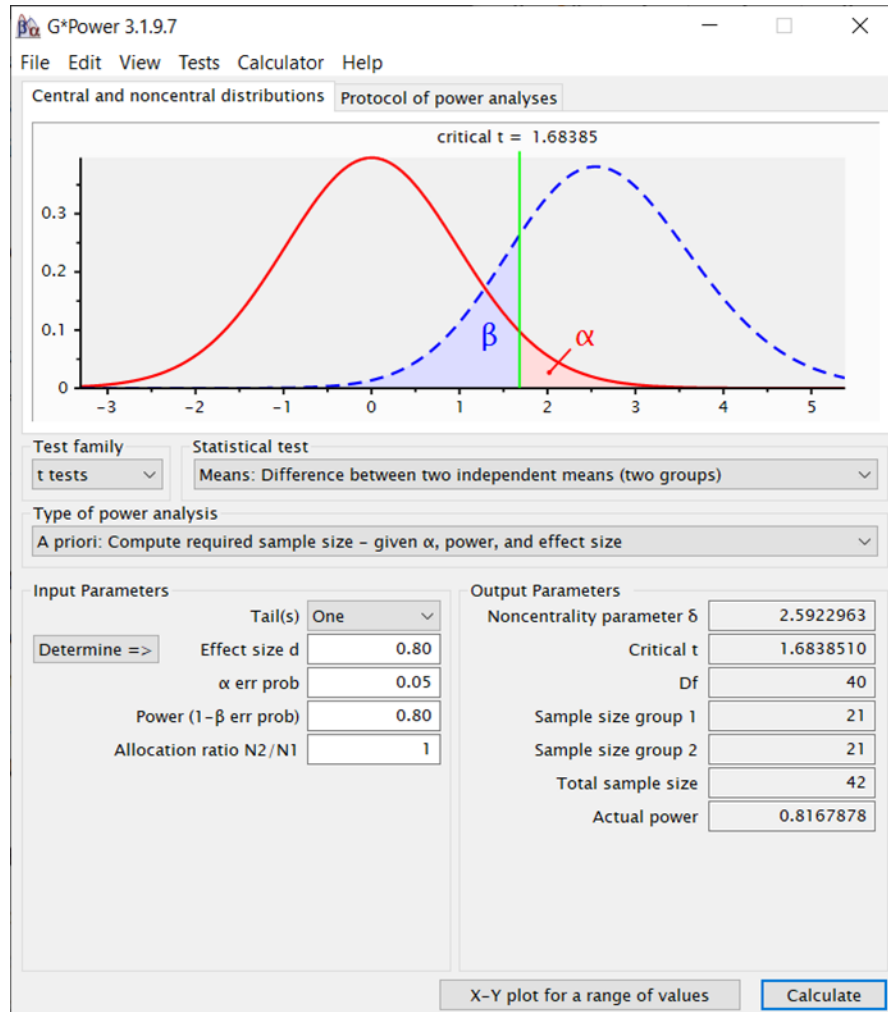 G*Power 3.1.9.7
File Edit View Tests Calculator Help
Central and noncentral distributions Protocol of power analyses
critical t = 1.68385
0.3
0.2
0.1
0
β α
-3 -2 -1 0 1 2 3 4 5
Test family Statistical test
t tests Means: Difference between two independent means (two groups)
Type of power analysis
A priori: Compute required sample size - given α, power, and effect size
Input Parameters Output Parameters
Tail(s) One Noncentrality parameter δ 2.5922963
Determine => Effect size d 0.80 Critical t 1.6838510
α err prob 0.05 Df 40
Power (1-β err prob) 0.80 Sample size group 1 21
Allocation ratio N2/N1 1 Sample size group 2 21
Total sample size 42
Actual power 0.8167878
X-Y plot for a range of values Calculate